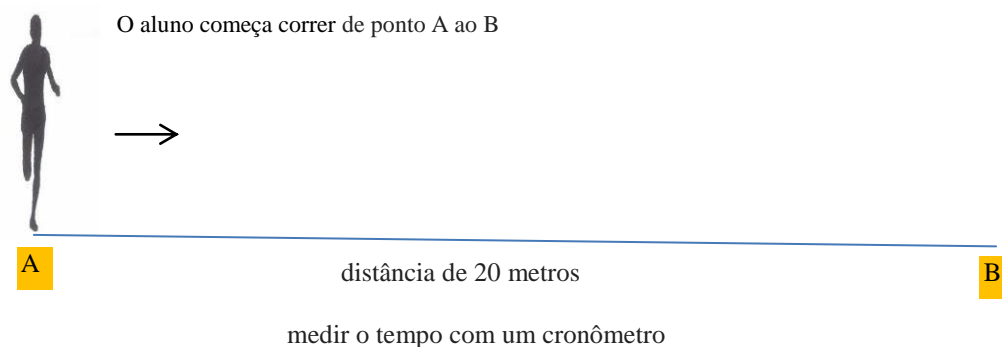 O aluno começa correr de ponto A ao B
A
distância de 20 metros
B
medir o tempo com um cronômetro